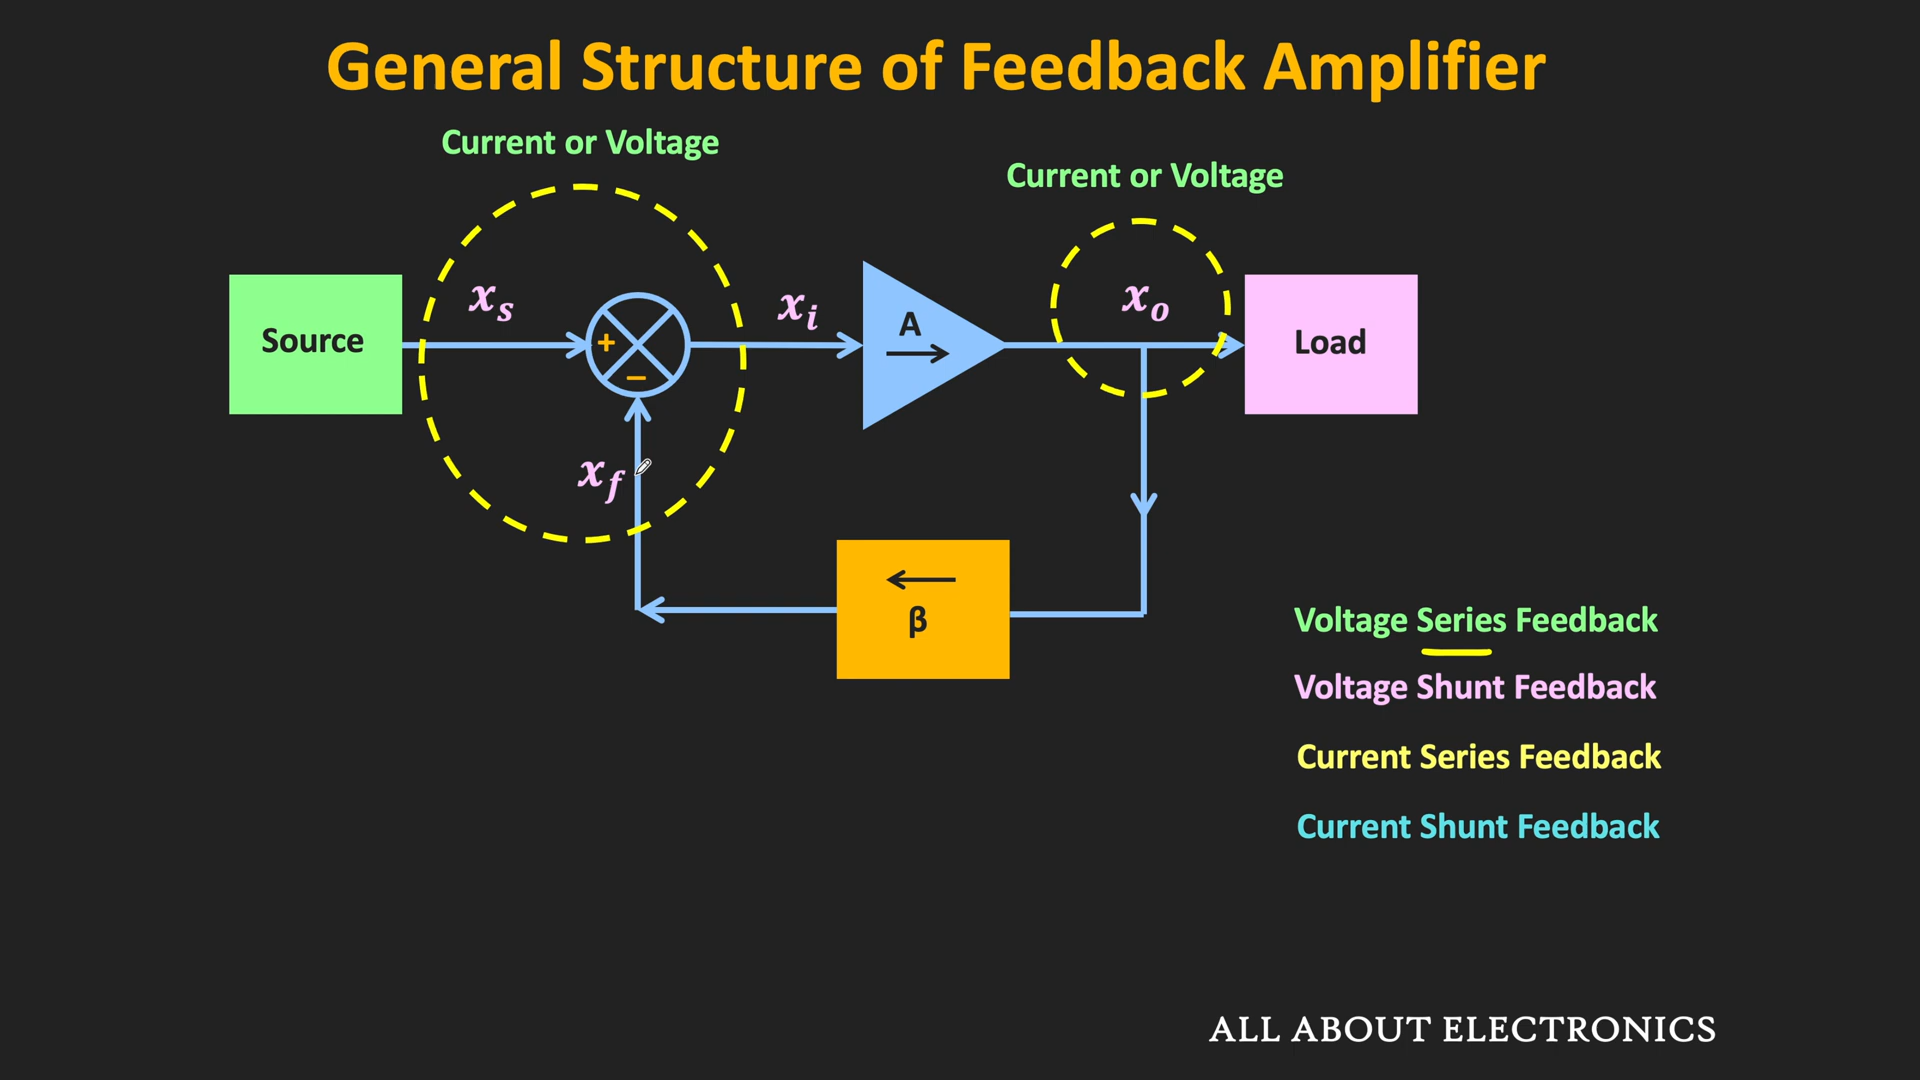 General Structure of Feedback Amplifier
Current or Voltage
Current or Voltage
xs
xi
xo
Source
+
A
Load
−
xf
β
Voltage Series Feedback
Voltage Shunt Feedback
Current Series Feedback
Current Shunt Feedback
ALL ABOUT ELECTRONICS